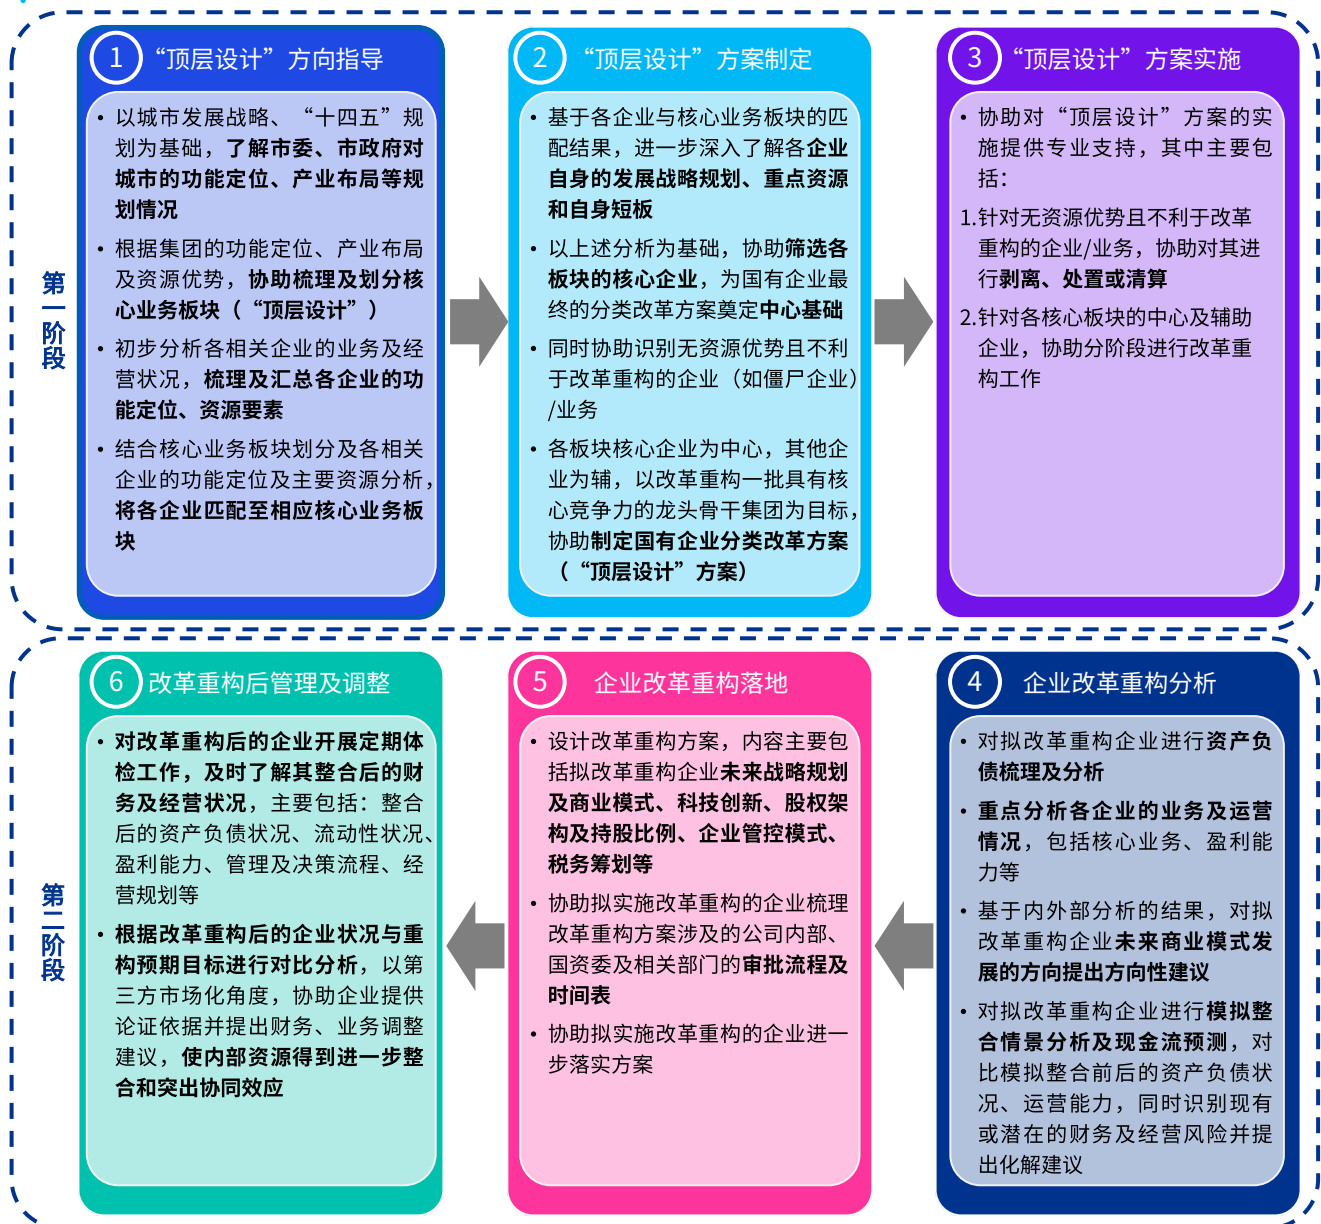 第一阶段
1 “顶层设计”方向指导
• 以城市发展战略、“十四五”规
划为基础，了解市委、市政府对
城市的功能定位、产业布局等规
划情况
• 根据集团的功能定位、产业布局
及资源优势，协助梳理及划分核
心业务板块（“顶层设计”）
• 初步分析各相关企业的业务及经
营状况，梳理及汇总各企业的功
能定位、资源要素
• 结合核心业务板块划分及各相关
企业的功能定位及主要资源分析，
将各企业匹配至相应核心业务板
块
2 “顶层设计”方案制定
• 基于各企业与核心业务板块的匹
配结果，进一步深入了解各企业
自身的发展战略规划、重点资源
和自身短板
• 以上述分析为基础，协助筛选各
板块的核心企业，为国有企业最
终的分类改革方案奠定中心基础
• 同时协助识别无资源优势且不利
于改革重构的企业（如僵尸企业）
/业务
• 各板块核心企业为中心，其他企
业为辅，以改革重构一批具有核
心竞争力的龙头骨干集团为目标，
协助制定国有企业分类改革方案
（“顶层设计”方案）
3 “顶层设计”方案实施
• 协助对“顶层设计”方案的实
施提供专业支持，其中主要包
括：
1.针对无资源优势且不利于改革
重构的企业/业务，协助对其进
行剥离、处置或清算
2.针对各核心板块的中心及辅助
企业，协助分阶段进行改革重
构工作
第二阶段
6 改革重构后管理及调整
• 对改革重构后的企业开展定期体
检工作，及时了解其整合后的财
务及经营状况，主要包括：整合
后的资产负债状况、流动性状况、
盈利能力、管理及决策流程、经
营规划等
• 根据改革重构后的企业状况与重
构预期目标进行对比分析，以第
三方市场化角度，协助企业提供
论证依据并提出财务、业务调整
建议，使内部资源得到进一步整
合和突出协同效应
5 企业改革重构落地
• 设计改革重构方案，内容主要包
括拟改革重构企业未来战略规划
及商业模式、科技创新、股权架
构及持股比例、企业管控模式、
税务筹划等
• 协助拟实施改革重构的企业梳理
改革重构方案涉及的公司内部、
国资委及相关部门的审批流程及
时间表
• 协助拟实施改革重构的企业进一
步落实方案
4 企业改革重构分析
• 对拟改革重构企业进行资产负
债梳理及分析
• 重点分析各企业的业务及运营
情况，包括核心业务、盈利能
力等
• 基于内外部分析的结果，对拟
改革重构企业未来商业模式发
展的方向提出方向性建议
• 对拟改革重构企业进行模拟整
合情景分析及现金流预测，对
比模拟整合前后的资产负债状
况、运营能力，同时识别现有
或潜在的财务及经营风险并提
出化解建议